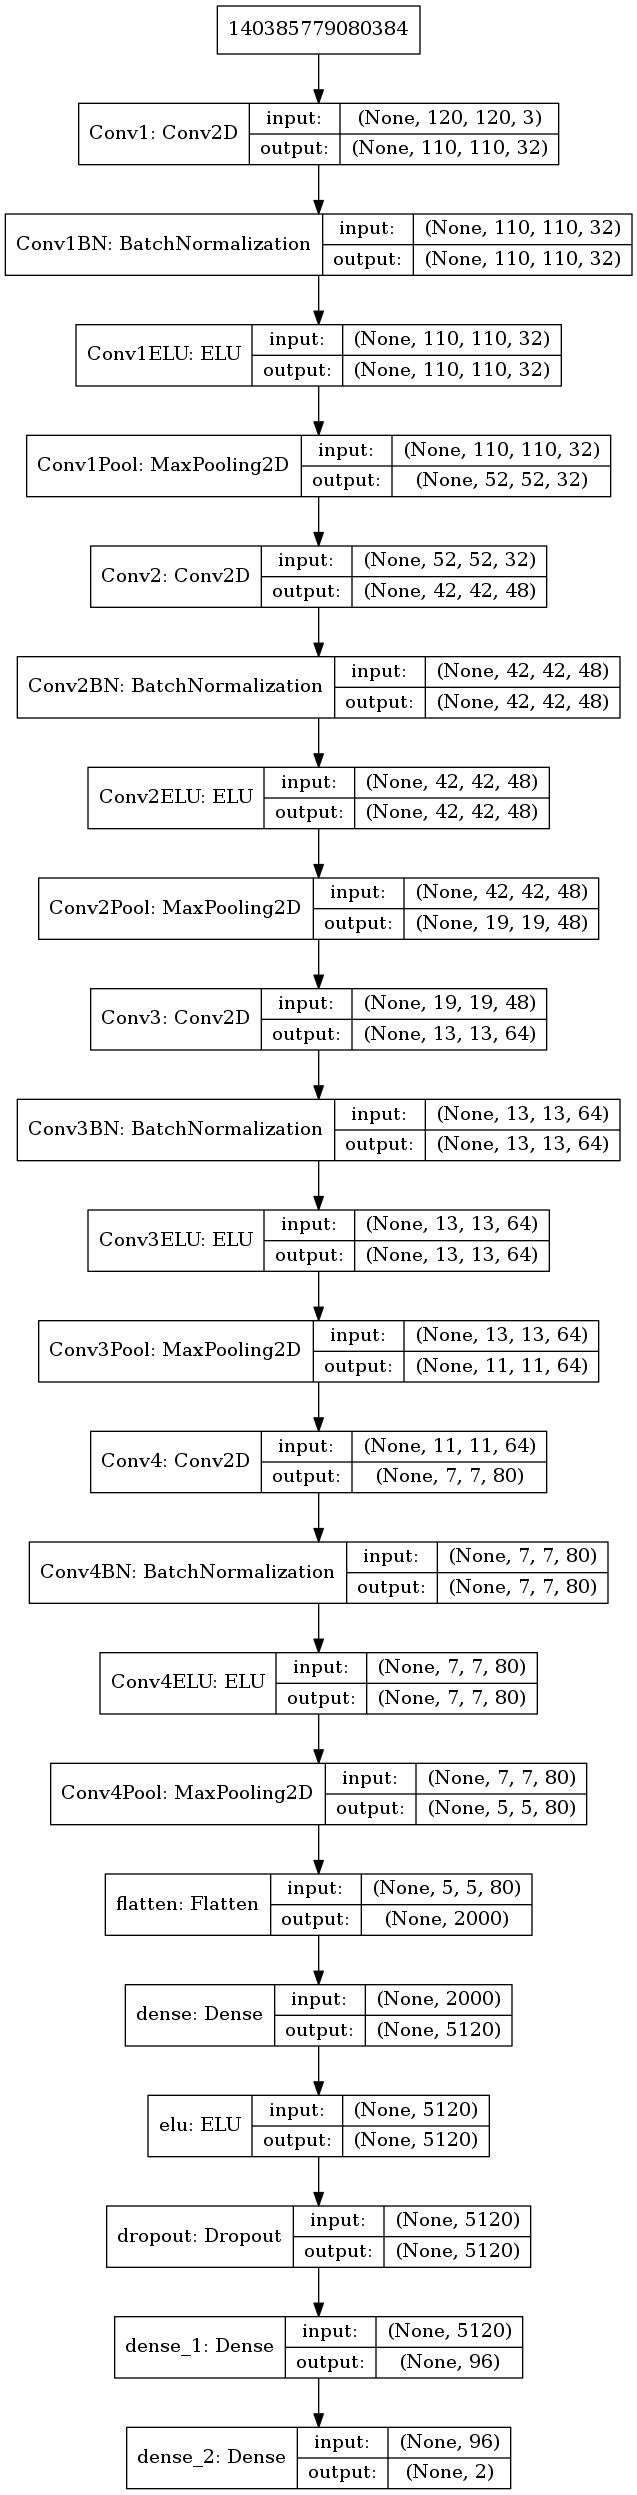 140385779080384
Conv1: Conv2D
input:
(None, 120, 120, 3)
output:
(None, 110, 110, 32)
Conv1BN: BatchNormalization
input:
(None, 110, 110, 32)
output:
(None, 110, 110, 32)
Conv1ELU: ELU
input:
(None, 110, 110, 32)
output:
(None, 110, 110, 32)
Conv1Pool: MaxPooling2D
input:
(None, 110, 110, 32)
output:
(None, 52, 52, 32)
Conv2: Conv2D
input:
(None, 52, 52, 32)
output:
(None, 42, 42, 48)
Conv2BN: BatchNormalization
input:
(None, 42, 42, 48)
output:
(None, 42, 42, 48)
Conv2ELU: ELU
input:
(None, 42, 42, 48)
output:
(None, 42, 42, 48)
Conv2Pool: MaxPooling2D
input:
(None, 42, 42, 48)
output:
(None, 19, 19, 48)
Conv3: Conv2D
input:
(None, 19, 19, 48)
output:
(None, 13, 13, 64)
Conv3BN: BatchNormalization
input:
(None, 13, 13, 64)
output:
(None, 13, 13, 64)
Conv3ELU: ELU
input:
(None, 13, 13, 64)
output:
(None, 13, 13, 64)
Conv3Pool: MaxPooling2D
input:
(None, 13, 13, 64)
output:
(None, 11, 11, 64)
Conv4: Conv2D
input:
(None, 11, 11, 64)
output:
(None, 7, 7, 80)
Conv4BN: BatchNormalization
input:
(None, 7, 7, 80)
output:
(None, 7, 7, 80)
Conv4ELU: ELU
input:
(None, 7, 7, 80)
output:
(None, 7, 7, 80)
Conv4Pool: MaxPooling2D
input:
(None, 7, 7, 80)
output:
(None, 5, 5, 80)
flatten: Flatten
input:
(None, 5, 5, 80)
output:
(None, 2000)
dense: Dense
input:
(None, 2000)
output:
(None, 5120)
elu: ELU
input:
(None, 5120)
output:
(None, 5120)
dropout: Dropout
input:
(None, 5120)
output:
(None, 5120)
dense_1: Dense
input:
(None, 5120)
output:
(None, 96)
dense_2: Dense
input:
(None, 96)
output:
(None, 2)